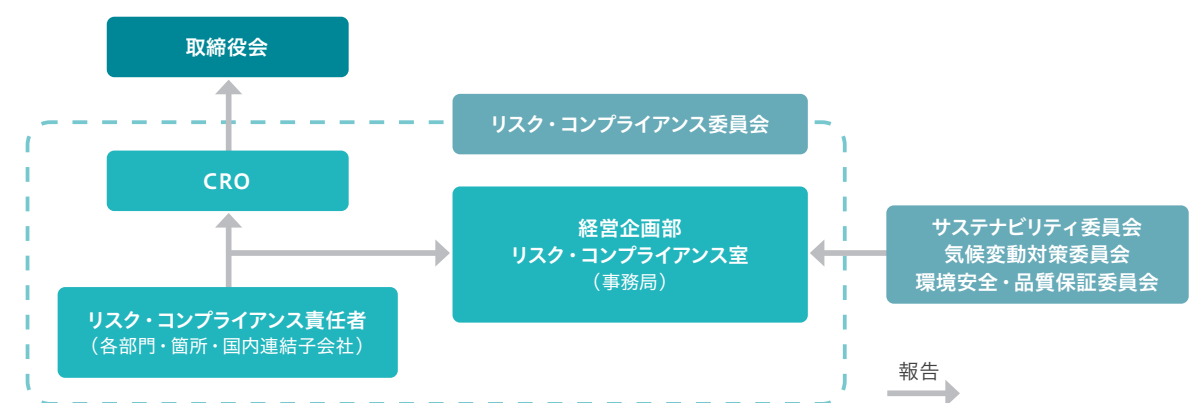 取締役会
リスク・コンプライアンス委員会
CRO
経営企画部
リスク・コンプライアンス室
（事務局）
サステナビリティ委員会
気候変動対策委員会
環境安全・品質保証委員会
リスク・コンプライアンス責任者
（各部門・箇所・国内連結子会社）
報告